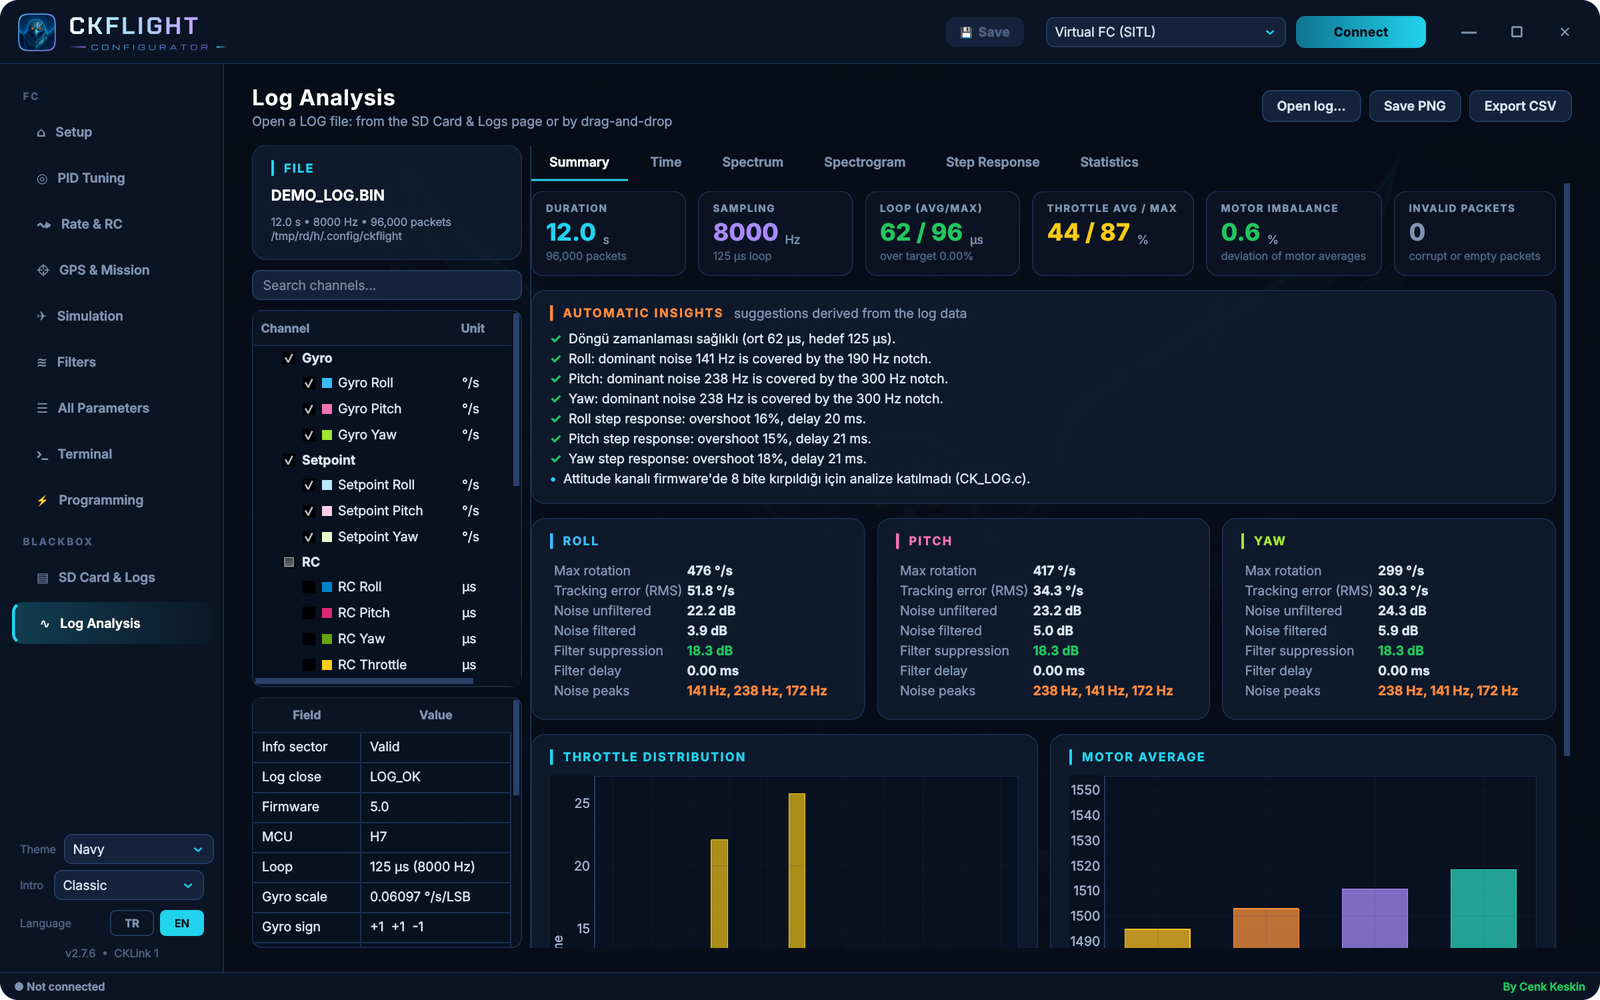 CKFLIGHT
CONFIGURATOR
Save
Virtual FC (SITL)
Connect
FC
Setup
PID Tuning
Rate & RC
GPS & Mission
Simulation
Filters
All Parameters
Terminal
Programming
BLACKBOX
SD Card & Logs
Log Analysis
Theme Navy
Intro Classic
Language TR EN
v2.7.6 • CKLink 1
Log Analysis
Open a LOG file: from the SD Card & Logs page or by drag-and-drop
Open log...
Save PNG
Export CSV
FILE
DEMO_LOG.BIN
12.0 s • 8000 Hz • 96,000 packets
/tmp/rd/h/.config/ckflight
Search channels...
Channel Unit
Gyro
Gyro Roll °/s
Gyro Pitch °/s
Gyro Yaw °/s
Setpoint
Setpoint Roll °/s
Setpoint Pitch °/s
Setpoint Yaw °/s
RC
RC Roll µs
RC Pitch µs
RC Yaw µs
RC Throttle µs
Field Value
Info sector Valid
Log close LOG_OK
Firmware 5.0
MCU H7
Loop 125 µs (8000 Hz)
Gyro scale 0.06097 °/s/LSB
Gyro sign +1 +1 -1
Summary Time Spectrum Spectrogram Step Response Statistics
DURATION
12.0 s
96,000 packets
SAMPLING
8000 Hz
125 µs loop
LOOP (AVG/MAX)
62 / 96 µs
over target 0.00%
THROTTLE AVG / MAX
44 / 87 %
MOTOR IMBALANCE
0.6 %
deviation of motor averages
INVALID PACKETS
0
corrupt or empty packets
AUTOMATIC INSIGHTS suggestions derived from the log data
Döngü zamanlaması sağlıklı (ort 62 µs, hedef 125 µs).
Roll: dominant noise 141 Hz is covered by the 190 Hz notch.
Pitch: dominant noise 238 Hz is covered by the 300 Hz notch.
Yaw: dominant noise 238 Hz is covered by the 300 Hz notch.
Roll step response: overshoot 16%, delay 20 ms.
Pitch step response: overshoot 15%, delay 21 ms.
Yaw step response: overshoot 18%, delay 21 ms.
• Attitude kanalı firmware'de 8 bite kırpıldığı için analize katılmadı (CK_LOG.c).
ROLL
Max rotation 476 °/s
Tracking error (RMS) 51.8 °/s
Noise unfiltered 22.2 dB
Noise filtered 3.9 dB
Filter suppression 18.3 dB
Filter delay 0.00 ms
Noise peaks 141 Hz, 238 Hz, 172 Hz
PITCH
Max rotation 417 °/s
Tracking error (RMS) 34.3 °/s
Noise unfiltered 23.2 dB
Noise filtered 5.0 dB
Filter suppression 18.3 dB
Filter delay 0.00 ms
Noise peaks 238 Hz, 141 Hz, 172 Hz
YAW
Max rotation 299 °/s
Tracking error (RMS) 30.3 °/s
Noise unfiltered 24.3 dB
Noise filtered 5.9 dB
Filter suppression 18.3 dB
Filter delay 0.00 ms
Noise peaks 238 Hz, 141 Hz, 172 Hz
THROTTLE DISTRIBUTION
25
20
15
MOTOR AVERAGE
1550
1540
1530
1520
1510
1500
1490
Not connected
By Cenk Keskin